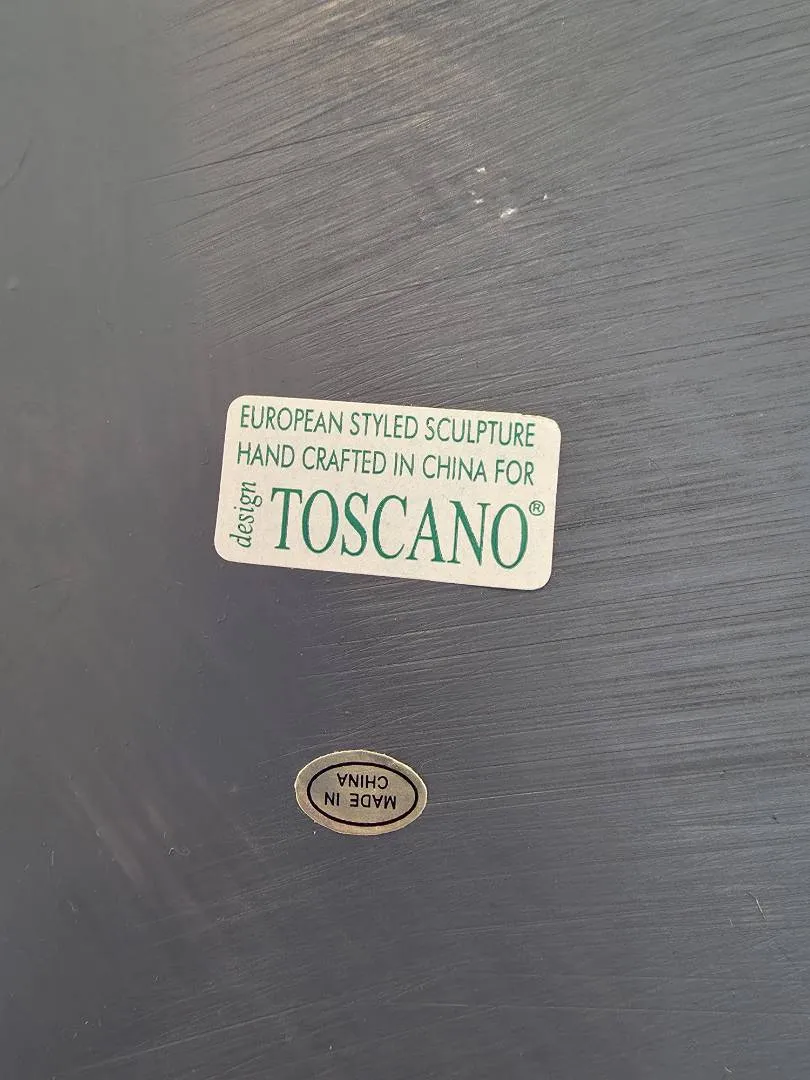 EUROPEAN STYLED SCULPTURE
HAND CRAFTED IN CHINA FOR
design TOSCANO®
MADE IN
CHINA